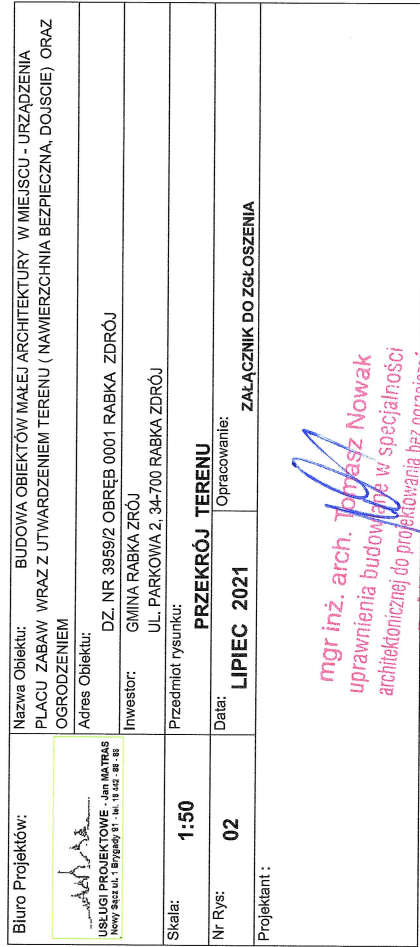 Biuro Projektów:
USŁUGI PROJEKTOWE - Jan MATRAS
Nowy Sącz ul. 1 Brygady 91 - tel. 18 442 - 88 - 88
Nazwa Obiektu: BUDOWA OBIEKTÓW MAŁEJ ARCHITEKTURY W MIEJSCU - URZĄDZENIA
PLACU ZABAW WRAZ Z UTWARDZENIEM TERENU ( NAWIERZCHNIA BEZPIECZNA, DOJSCIE) ORAZ
OGRODZENIEM
Adres Obiektu:
DZ. NR 3959/2 OBRĘB 0001 RABKA ZDRÓJ
Inwestor: GMINA RABKA ZRÓJ
UL. PARKOWA 2, 34-700 RABKA ZDRÓJ
Skala:
1:50
Przedmiot rysunku:
PRZEKRÓJ TERENU
Nr Rys:
02
Data:
LIPIEC 2021
Opracowanie:
ZAŁĄCZNIK DO ZGŁOSZENIA
Projektant :
mgr inż. arch. Tomasz Nowak
uprawnienia budowlane w specjalności
architektonicznej do projektowania bez